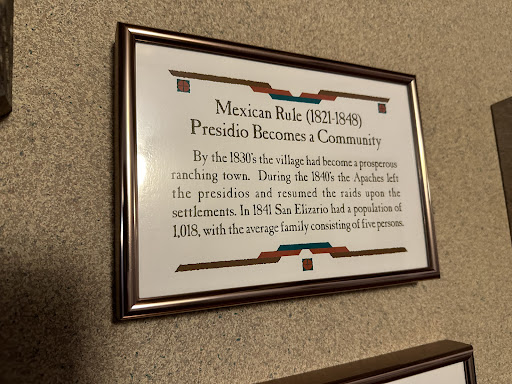 Mexican Rule (1821-1848)
Presidio Becomes a Community
By the 1830's the village had become a prosperous
ranching town. During the 1840's the Apaches left
the presidios and resumed the raids upon the
settlements. In 1841 San Elizario had a population of
1,018, with the average family consisting of five persons.